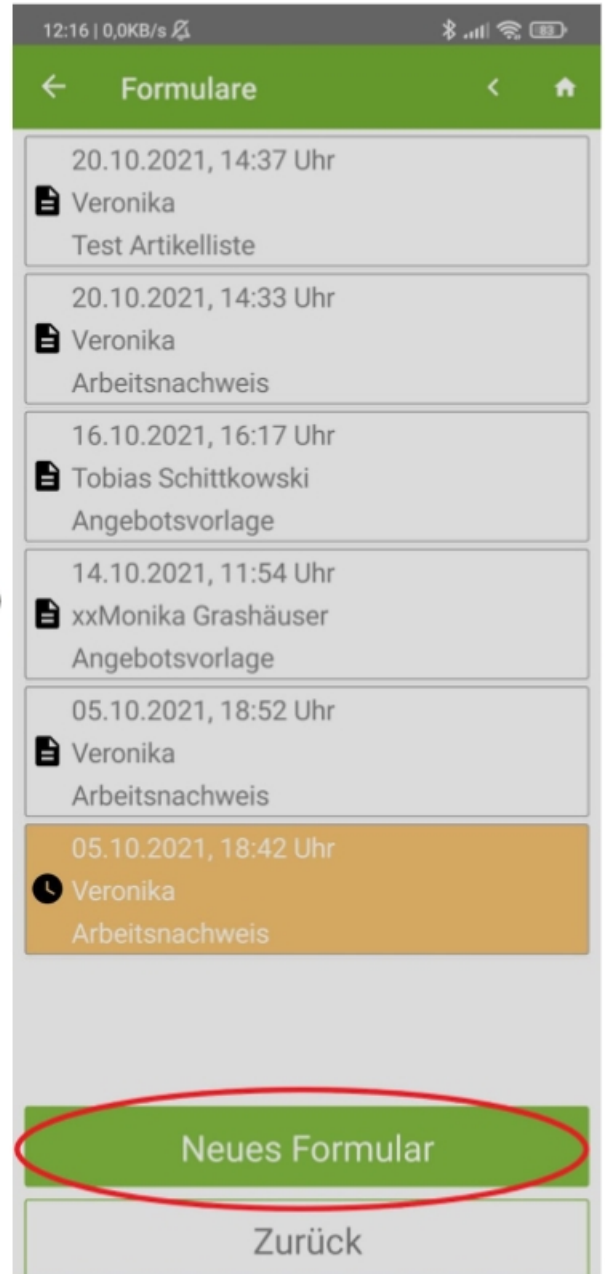 12:16 | 0,0KB/s
83
Formulare
20.10.2021, 14:37 Uhr
Veronika
Test Artikelliste
20.10.2021, 14:33 Uhr
Veronika
Arbeitsnachweis
16.10.2021, 16:17 Uhr
Tobias Schittkowski
Angebotsvorlage
14.10.2021, 11:54 Uhr
xxMonika Grashäuser
Angebotsvorlage
05.10.2021, 18:52 Uhr
Veronika
Arbeitsnachweis
05.10.2021, 18:42 Uhr
Veronika
Arbeitsnachweis
Neues Formular
Zurück